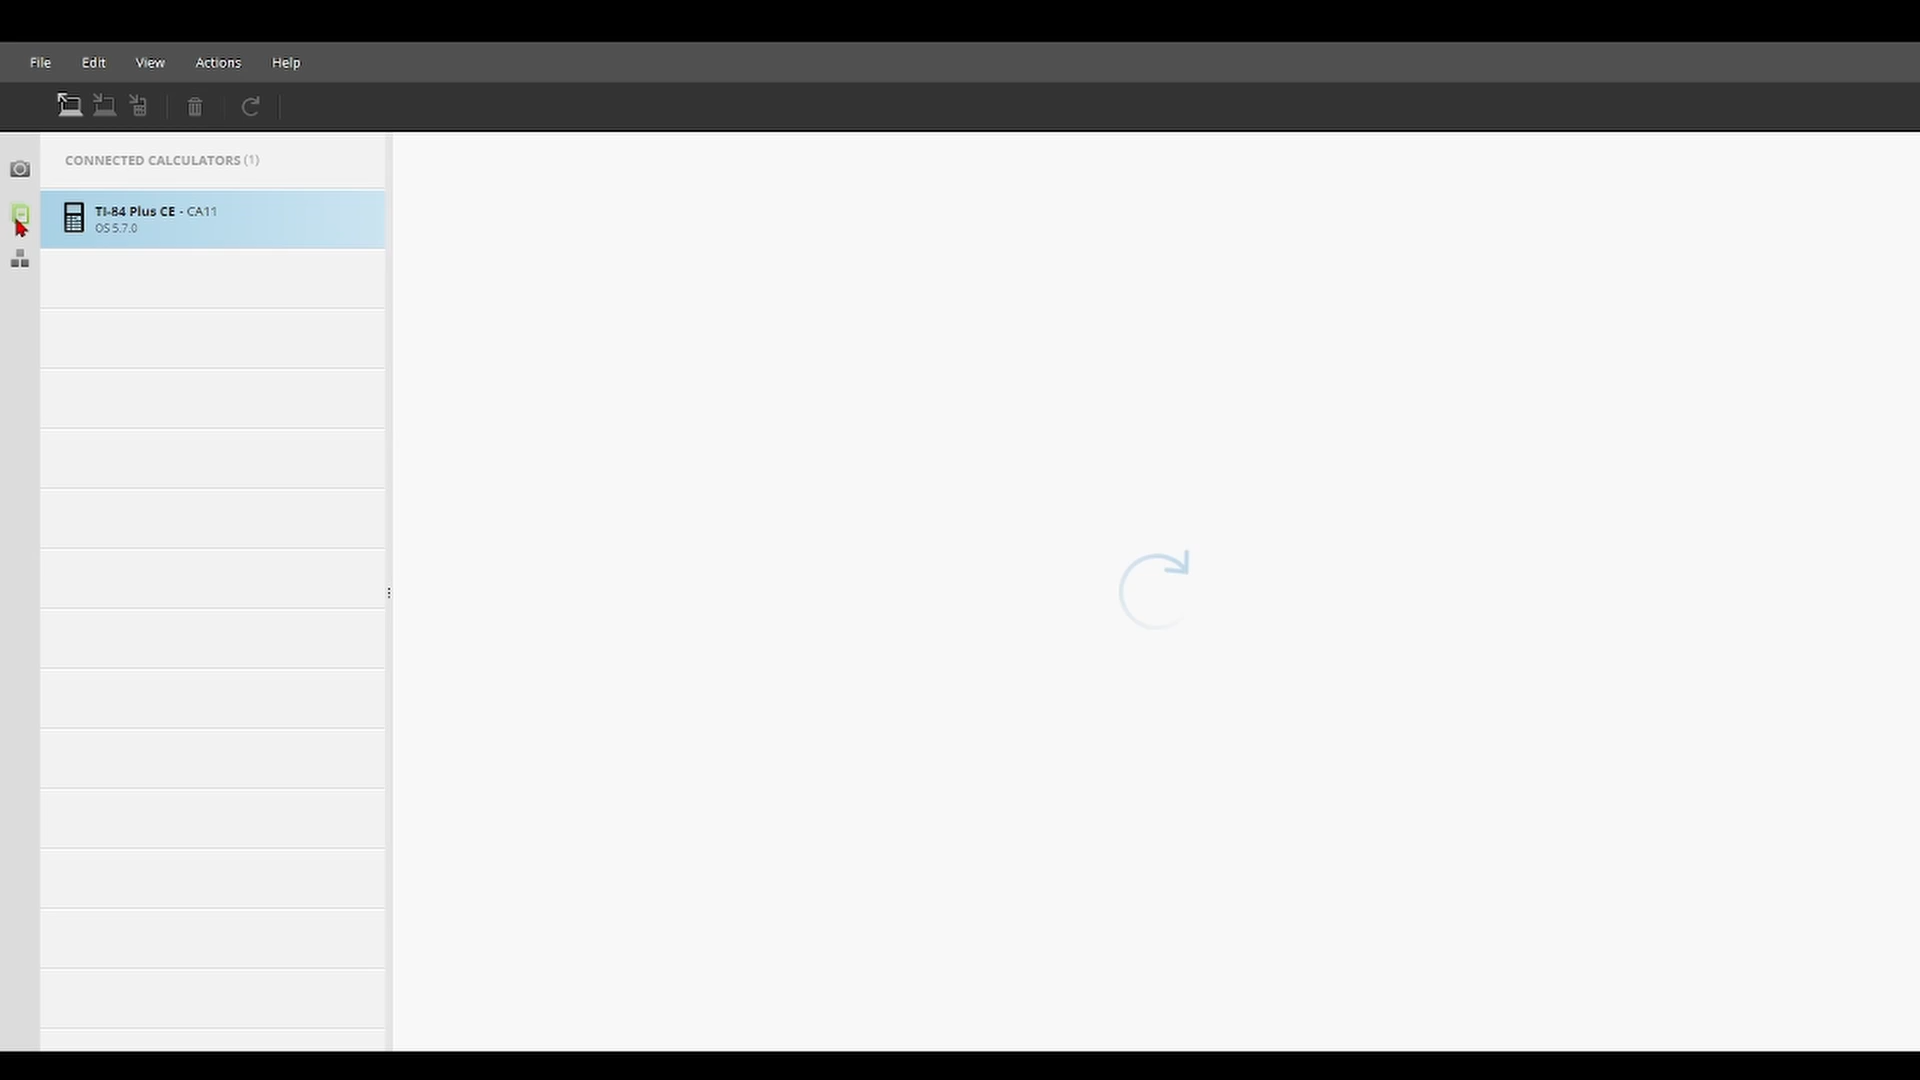 File Edit View Actions Help
CONNECTED CALCULATORS (1)
TI-84 Plus CE - CA11
OS 5.7.0